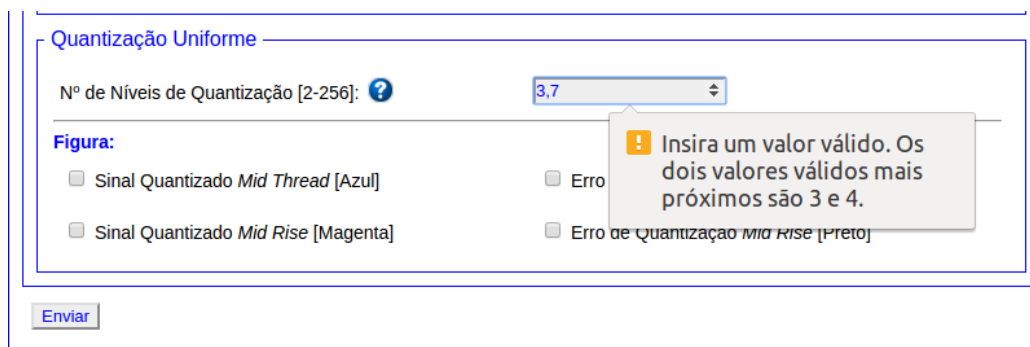 Quantização Uniforme
Nº de Níveis de Quantização [2-256]: ? 3,7
Figura:
! Insira um valor válido. Os
dois valores válidos mais
próximos são 3 e 4.
Sinal Quantizado Mid Thread [Azul] Erro
Sinal Quantizado Mid Rise [Magenta] Erro de Quantização Mid Rise [Preto]
Enviar